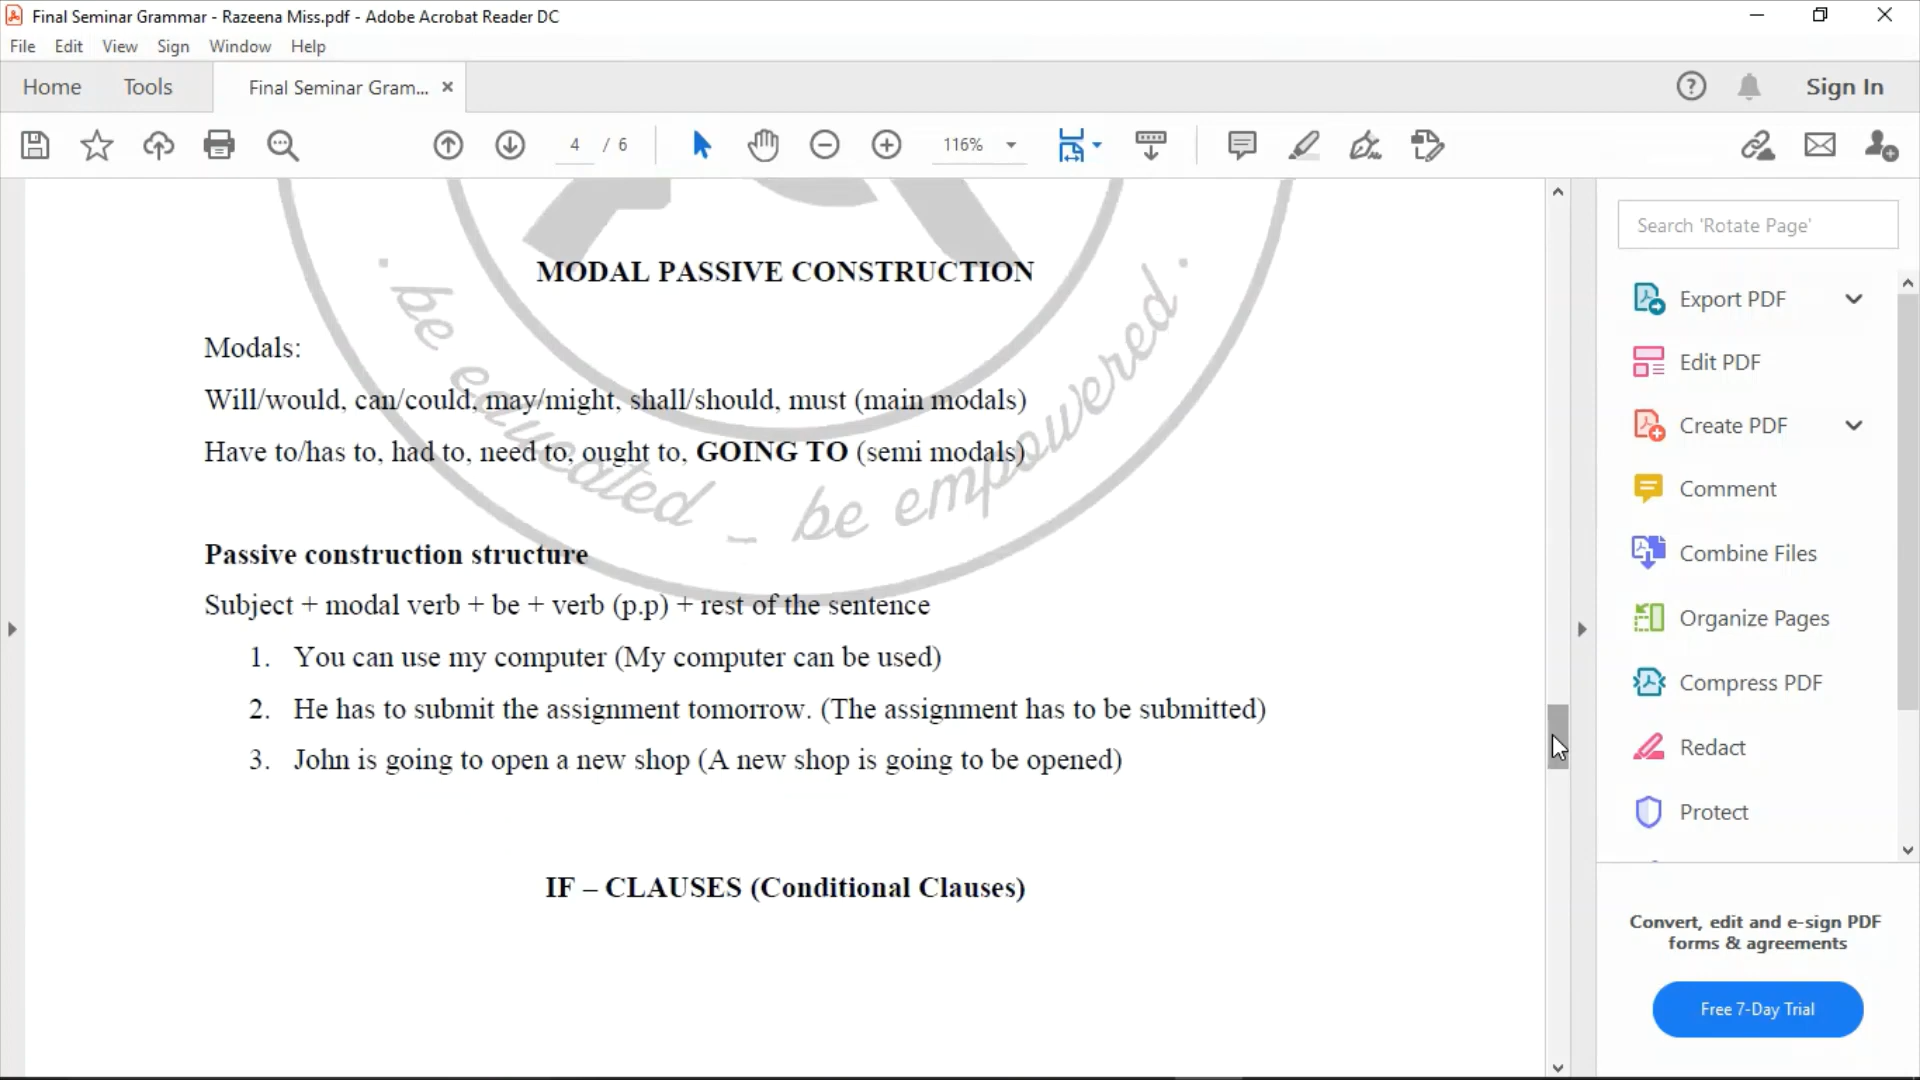 Final Seminar Grammar - Razeena Miss.pdf - Adobe Acrobat Reader DC
File Edit View Sign Window Help
Home Tools Final Seminar Gram... × Sign In
4 / 6 116%
Search 'Rotate Page'
MODAL PASSIVE CONSTRUCTION
Modals:
Will/would, can/could, may/might, shall/should, must (main modals)
Have to/has to, had to, need to, ought to, GOING TO (semi modals)
. be educated _ be empowered .
Passive construction structure
Subject + modal verb + be + verb (p.p) + rest of the sentence
1. You can use my computer (My computer can be used)
2. He has to submit the assignment tomorrow. (The assignment has to be submitted)
3. John is going to open a new shop (A new shop is going to be opened)
IF – CLAUSES (Conditional Clauses)
Export PDF
Edit PDF
Create PDF
Comment
Combine Files
Organize Pages
Compress PDF
Redact
Protect
Convert, edit and e-sign PDF
forms & agreements
Free 7-Day Trial